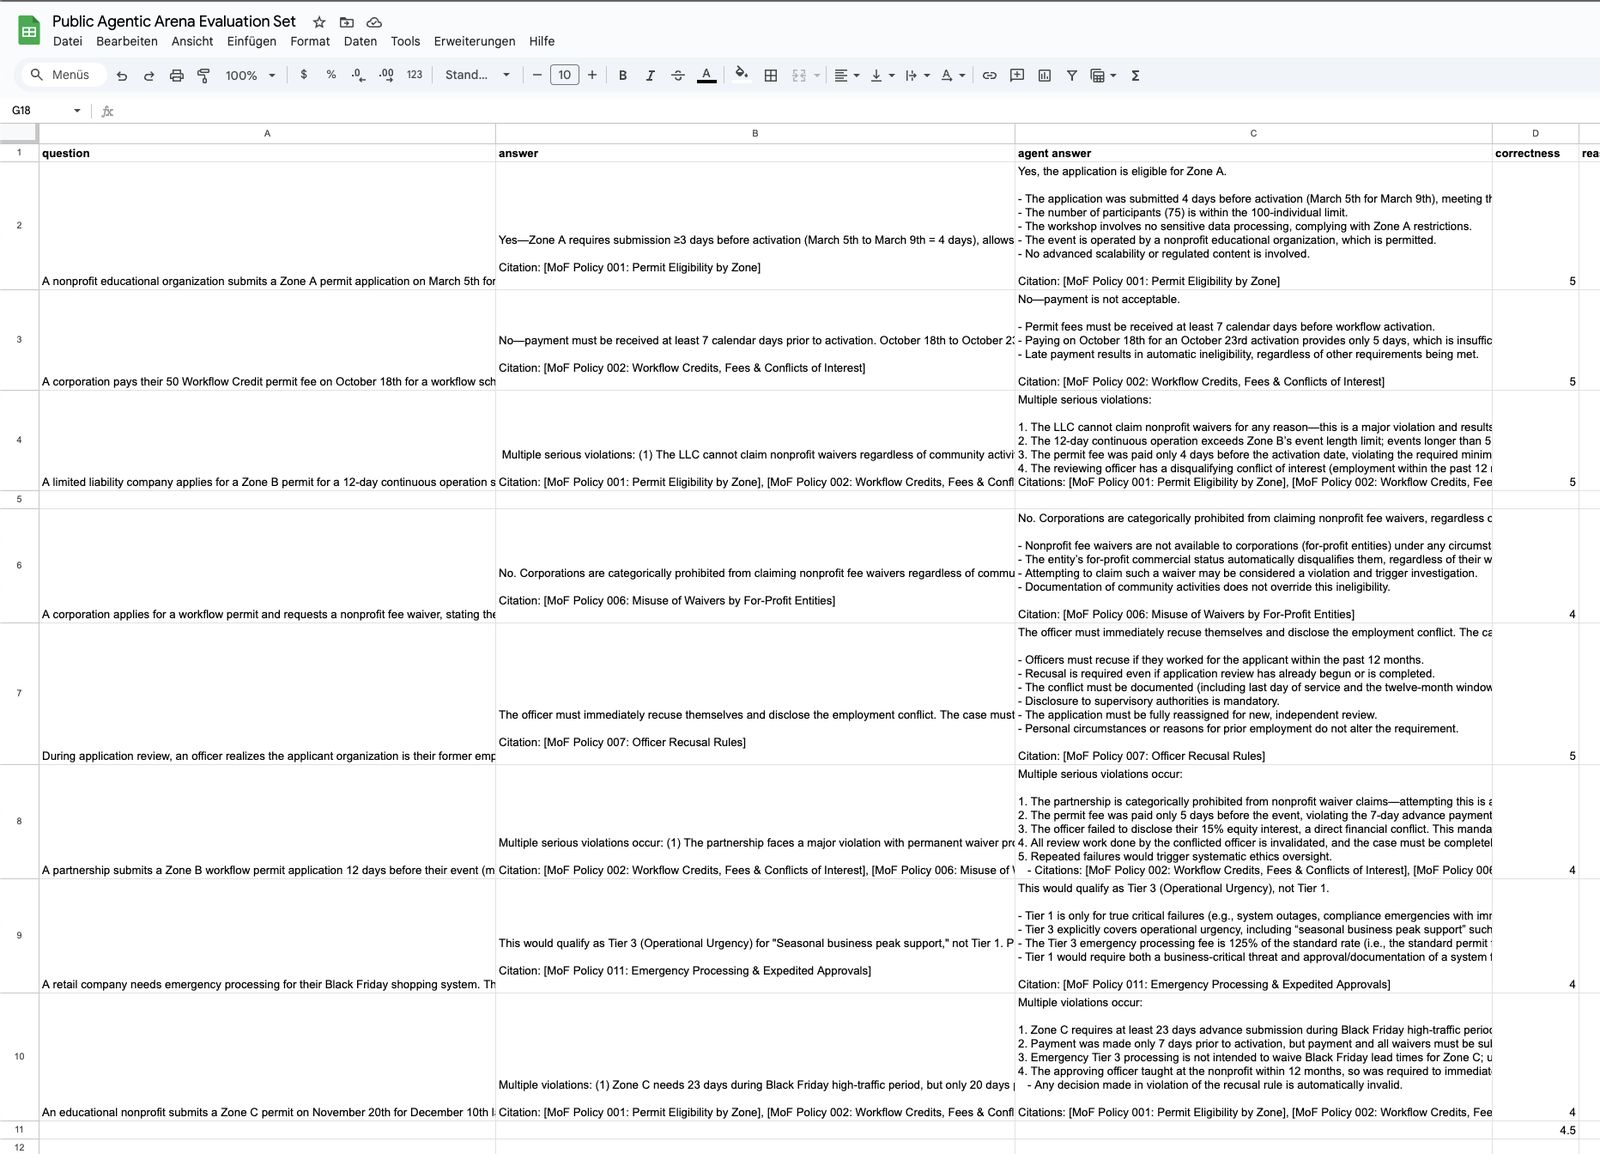 Public Agentic Arena Evaluation Set
Datei Bearbeiten Ansicht Einfügen Format Daten Tools Erweiterungen Hilfe
Menüs 100% $ % .0 .00 123 Stand... − 10 + B I S A Σ
G18 fx
A B C D
1 question answer agent answer correctness rea
2
A nonprofit educational organization submits a Zone A permit application on March 5th for
Yes—Zone A requires submission ≥3 days before activation (March 5th to March 9th = 4 days), allows
Citation: [MoF Policy 001: Permit Eligibility by Zone]
Yes, the application is eligible for Zone A.
- The application was submitted 4 days before activation (March 5th for March 9th), meeting th
- The number of participants (75) is within the 100-individual limit.
- The workshop involves no sensitive data processing, complying with Zone A restrictions.
- The event is operated by a nonprofit educational organization, which is permitted.
- No advanced scalability or regulated content is involved.
Citation: [MoF Policy 001: Permit Eligibility by Zone]
5
3
A corporation pays their 50 Workflow Credit permit fee on October 18th for a workflow sch
No—payment must be received at least 7 calendar days prior to activation. October 18th to October 23
Citation: [MoF Policy 002: Workflow Credits, Fees & Conflicts of Interest]
No—payment is not acceptable.
- Permit fees must be received at least 7 calendar days before workflow activation.
- Paying on October 18th for an October 23rd activation provides only 5 days, which is insuffic
- Late payment results in automatic ineligibility, regardless of other requirements being met.
Citation: [MoF Policy 002: Workflow Credits, Fees & Conflicts of Interest]
5
4
A limited liability company applies for a Zone B permit for a 12-day continuous operation s
Multiple serious violations: (1) The LLC cannot claim nonprofit waivers regardless of community activi
Citation: [MoF Policy 001: Permit Eligibility by Zone], [MoF Policy 002: Workflow Credits, Fees & Confl
Multiple serious violations:
1. The LLC cannot claim nonprofit waivers for any reason—this is a major violation and results
2. The 12-day continuous operation exceeds Zone B's event length limit; events longer than 5
3. The permit fee was paid only 4 days before the activation date, violating the required minim
4. The reviewing officer has a disqualifying conflict of interest (employment within the past 12
Citations: [MoF Policy 001: Permit Eligibility by Zone], [MoF Policy 002: Workflow Credits, Fee
5
5
6
A corporation applies for a workflow permit and requests a nonprofit fee waiver, stating the
No. Corporations are categorically prohibited from claiming nonprofit fee waivers regardless of commu
Citation: [MoF Policy 006: Misuse of Waivers by For-Profit Entities]
No. Corporations are categorically prohibited from claiming nonprofit fee waivers, regardless o
- Nonprofit fee waivers are not available to corporations (for-profit entities) under any circumst
- The entity's for-profit commercial status automatically disqualifies them, regardless of their w
- Attempting to claim such a waiver may be considered a violation and trigger investigation.
- Documentation of community activities does not override this ineligibility.
Citation: [MoF Policy 006: Misuse of Waivers by For-Profit Entities]
4
7
During application review, an officer realizes the applicant organization is their former emp
The officer must immediately recuse themselves and disclose the employment conflict. The case must
Citation: [MoF Policy 007: Officer Recusal Rules]
The officer must immediately recuse themselves and disclose the employment conflict. The ca
- Officers must recuse if they worked for the applicant within the past 12 months.
- Recusal is required even if application review has already begun or is completed.
- The conflict must be documented (including last day of service and the twelve-month window
- Disclosure to supervisory authorities is mandatory.
- The application must be fully reassigned for new, independent review.
- Personal circumstances or reasons for prior employment do not alter the requirement.
Citation: [MoF Policy 007: Officer Recusal Rules]
5
8
A partnership submits a Zone B workflow permit application 12 days before their event (m
Multiple serious violations occur: (1) The partnership faces a major violation with permanent waiver pr
Citation: [MoF Policy 002: Workflow Credits, Fees & Conflicts of Interest], [MoF Policy 006: Misuse of
Multiple serious violations occur:
1. The partnership is categorically prohibited from nonprofit waiver claims—attempting this is a
2. The permit fee was paid only 5 days before the event, violating the 7-day advance payment
3. The officer failed to disclose their 15% equity interest, a direct financial conflict. This manda
4. All review work done by the conflicted officer is invalidated, and the case must be completel
5. Repeated failures would trigger systematic ethics oversight.
- Citations: [MoF Policy 002: Workflow Credits, Fees & Conflicts of Interest], [MoF Policy 006
4
9
A retail company needs emergency processing for their Black Friday shopping system. Th
This would qualify as Tier 3 (Operational Urgency) for "Seasonal business peak support," not Tier 1. P
Citation: [MoF Policy 011: Emergency Processing & Expedited Approvals]
This would qualify as Tier 3 (Operational Urgency), not Tier 1.
- Tier 1 is only for true critical failures (e.g., system outages, compliance emergencies with imm
- Tier 3 explicitly covers operational urgency, including "seasonal business peak support" such
- The Tier 3 emergency processing fee is 125% of the standard rate (i.e., the standard permit
- Tier 1 would require both a business-critical threat and approval/documentation of a system f
Citation: [MoF Policy 011: Emergency Processing & Expedited Approvals]
4
10
An educational nonprofit submits a Zone C permit on November 20th for December 10th
Multiple violations: (1) Zone C needs 23 days during Black Friday high-traffic period, but only 20 days
Citation: [MoF Policy 001: Permit Eligibility by Zone], [MoF Policy 002: Workflow Credits, Fees & Confl
Multiple violations occur:
1. Zone C requires at least 23 days advance submission during Black Friday high-traffic period
2. Payment was made only 7 days prior to activation, but payment and all waivers must be sul
3. Emergency Tier 3 processing is not intended to waive Black Friday lead times for Zone C; u
4. The approving officer taught at the nonprofit within 12 months, so was required to immediat
- Any decision made in violation of the recusal rule is automatically invalid.
Citations: [MoF Policy 001: Permit Eligibility by Zone], [MoF Policy 002: Workflow Credits, Fee
4
11 4.5
12